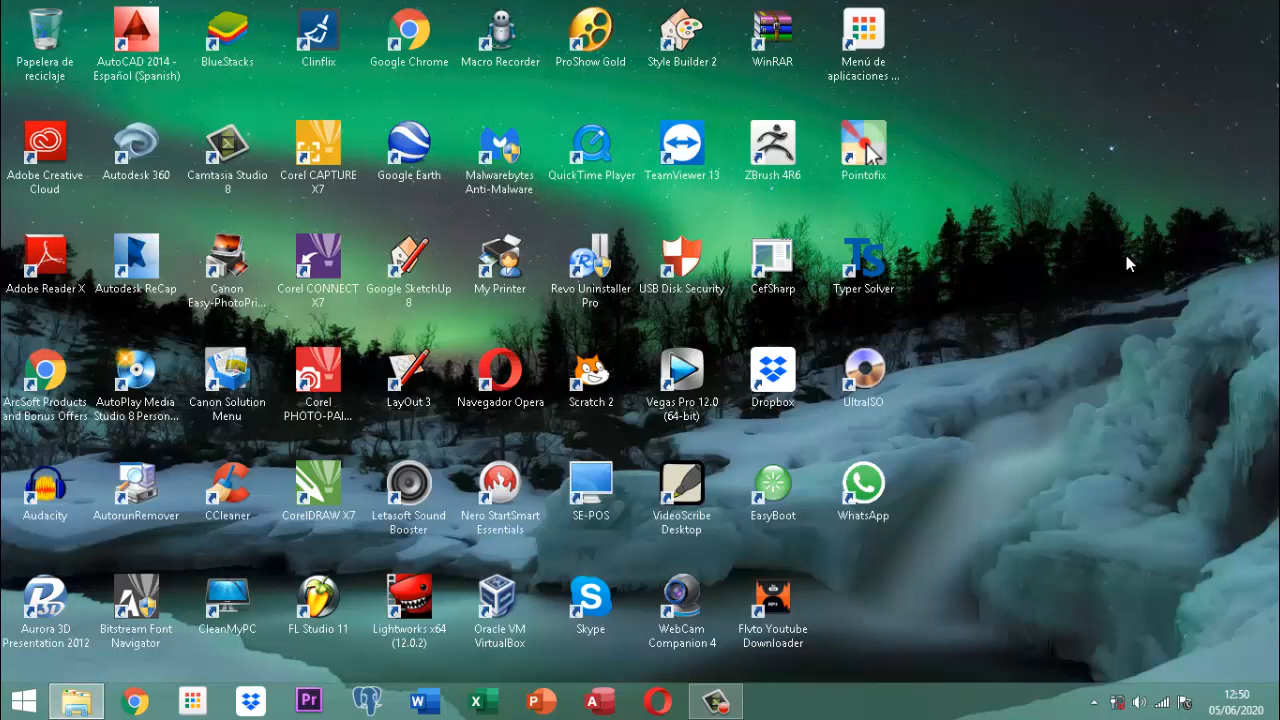 Papelera de
reciclaje
AutoCAD 2014 -
Español (Spanish)
BlueStacks
Clinflix
Google Chrome
Macro Recorder
ProShow Gold
Style Builder 2
WinRAR
Menú de
aplicaciones ...
Adobe Creative
Cloud
Autodesk 360
Camtasia Studio
8
Corel CAPTURE
X7
Google Earth
Malwarebytes
Anti-Malware
QuickTime Player
TeamViewer 13
ZBrush 4R6
Pointofix
Adobe Reader X
Autodesk ReCap
Canon
Easy-PhotoPri...
Corel CONNECT
X7
Google SketchUp
8
My Printer
Revo Uninstaller
Pro
USB Disk Security
CefSharp
Ts
Typer Solver
ArcSoft Products
and Bonus Offers
AutoPlay Media
Studio 8 Person...
Canon Solution
Menu
Corel
PHOTO-PAI...
LayOut 3
Navegador Opera
Scratch 2
Vegas Pro 12.0
(64-bit)
Dropbox
UltraISO
Audacity
AutorunRemover
CCleaner
CorelDRAW X7
Letasoft Sound
Booster
Nero StartSmart
Essentials
SE-POS
VideoScribe
Desktop
EasyBoot
WhatsApp
Aurora 3D
Presentation 2012
Bitstream Font
Navigator
CleanMyPC
FL Studio 11
Lightworks x64
(12.0.2)
Oracle VM
VirtualBox
Skype
WebCam
Companion 4
Flvto Youtube
Downloader
Pr
W
X
P
A
12:50
05/06/2020